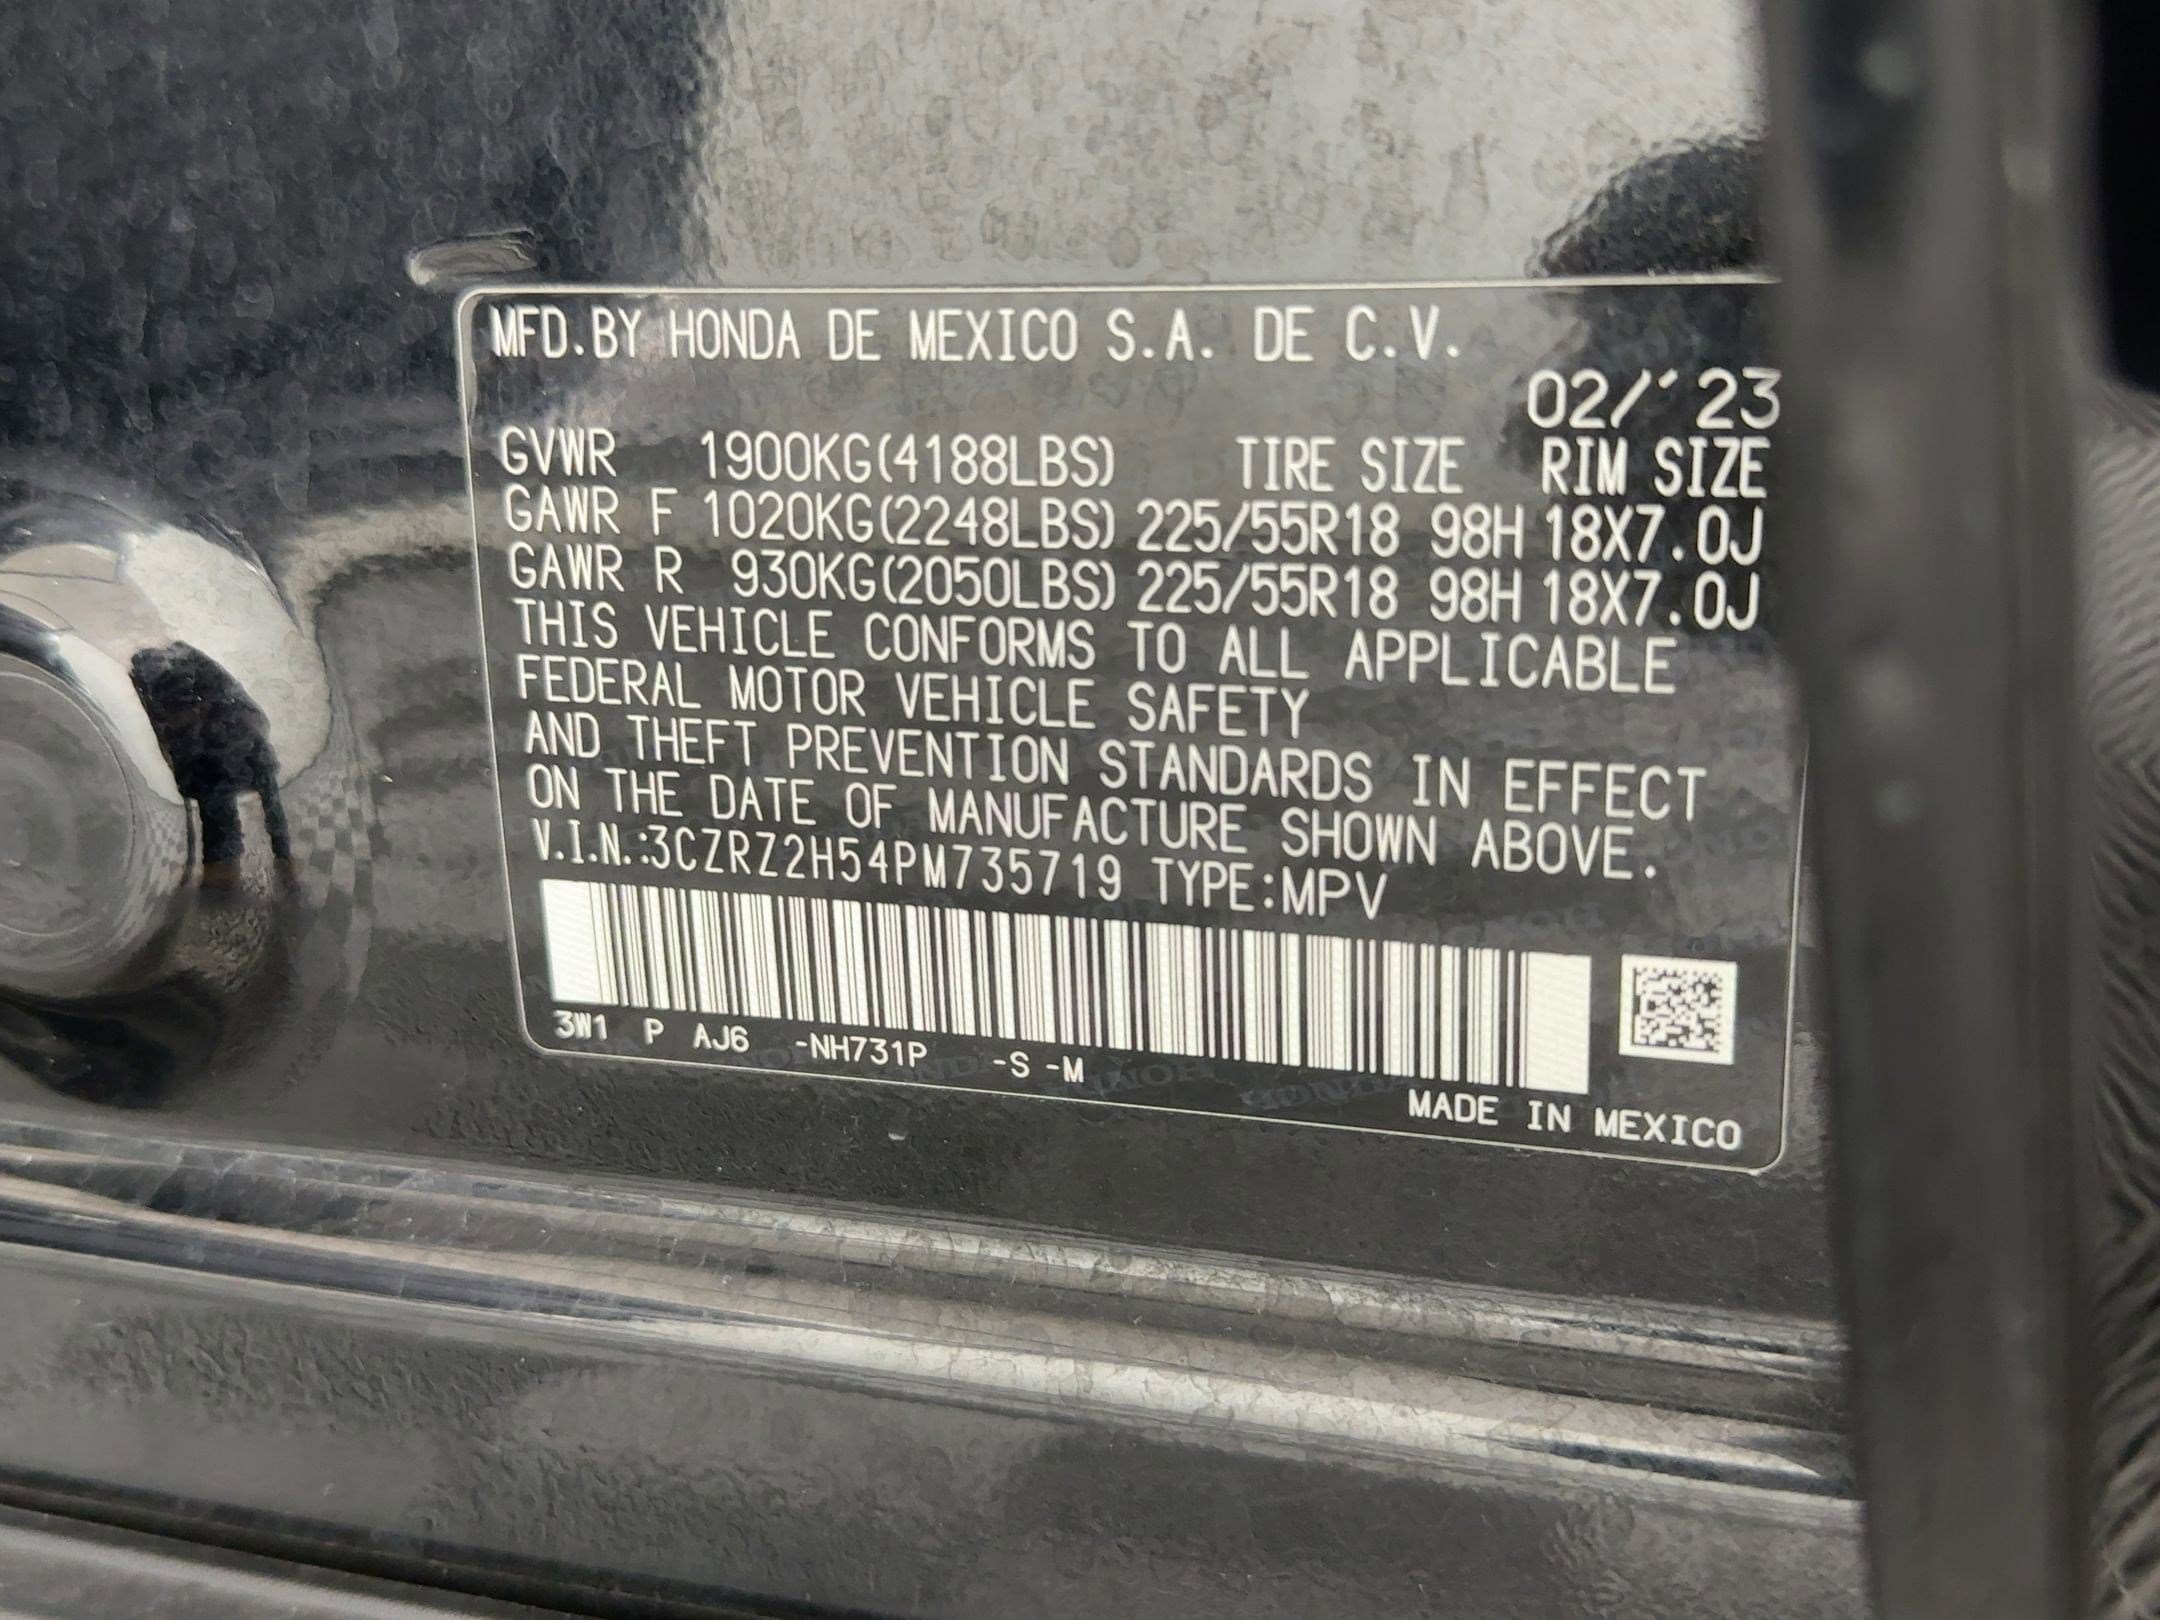 MFD.BY HONDA DE MEXICO S.A. DE C.V.
02/'23
GVWR 1900KG(4188LBS) TIRE SIZE RIM SIZE
GAWR F 1020KG(2248LBS) 225/55R18 98H 18X7.0J
GAWR R 930KG(2050LBS) 225/55R18 98H 18X7.0J
THIS VEHICLE CONFORMS TO ALL APPLICABLE
FEDERAL MOTOR VEHICLE SAFETY
AND THEFT PREVENTION STANDARDS IN EFFECT
ON THE DATE OF MANUFACTURE SHOWN ABOVE.
V.I.N.:3CZRZ2H54PM735719 TYPE:MPV
3W1 P AJ6 -NH731P -S -M
MADE IN MEXICO